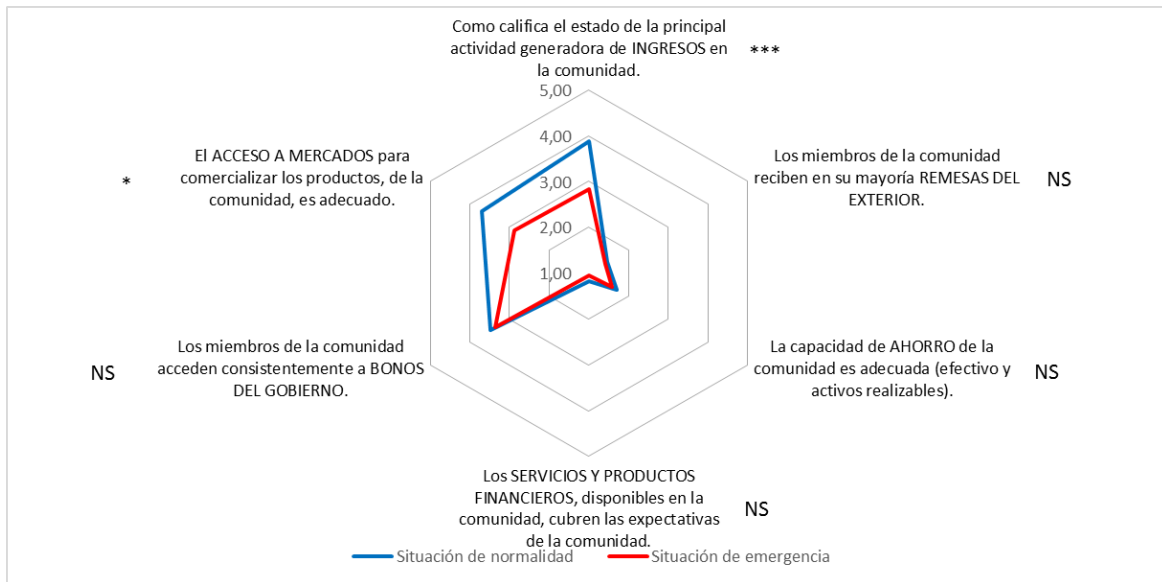 Como califica el estado de la principal
actividad generadora de INGRESOS en
la comunidad.
***
5,00
4,00
3,00
2,00
1,00
El ACCESO A MERCADOS para
comercializar los productos, de la
comunidad, es adecuado.
*
Los miembros de la comunidad
reciben en su mayoría REMESAS DEL
EXTERIOR.
NS
Los miembros de la comunidad
acceden consistentemente a BONOS
DEL GOBIERNO.
NS
La capacidad de AHORRO de la
comunidad es adecuada (efectivo y
activos realizables).
NS
Los SERVICIOS Y PRODUCTOS
FINANCIEROS, disponibles en la
comunidad, cubren las expectativas
de la comunidad.
NS
Situación de normalidad
Situación de emergencia